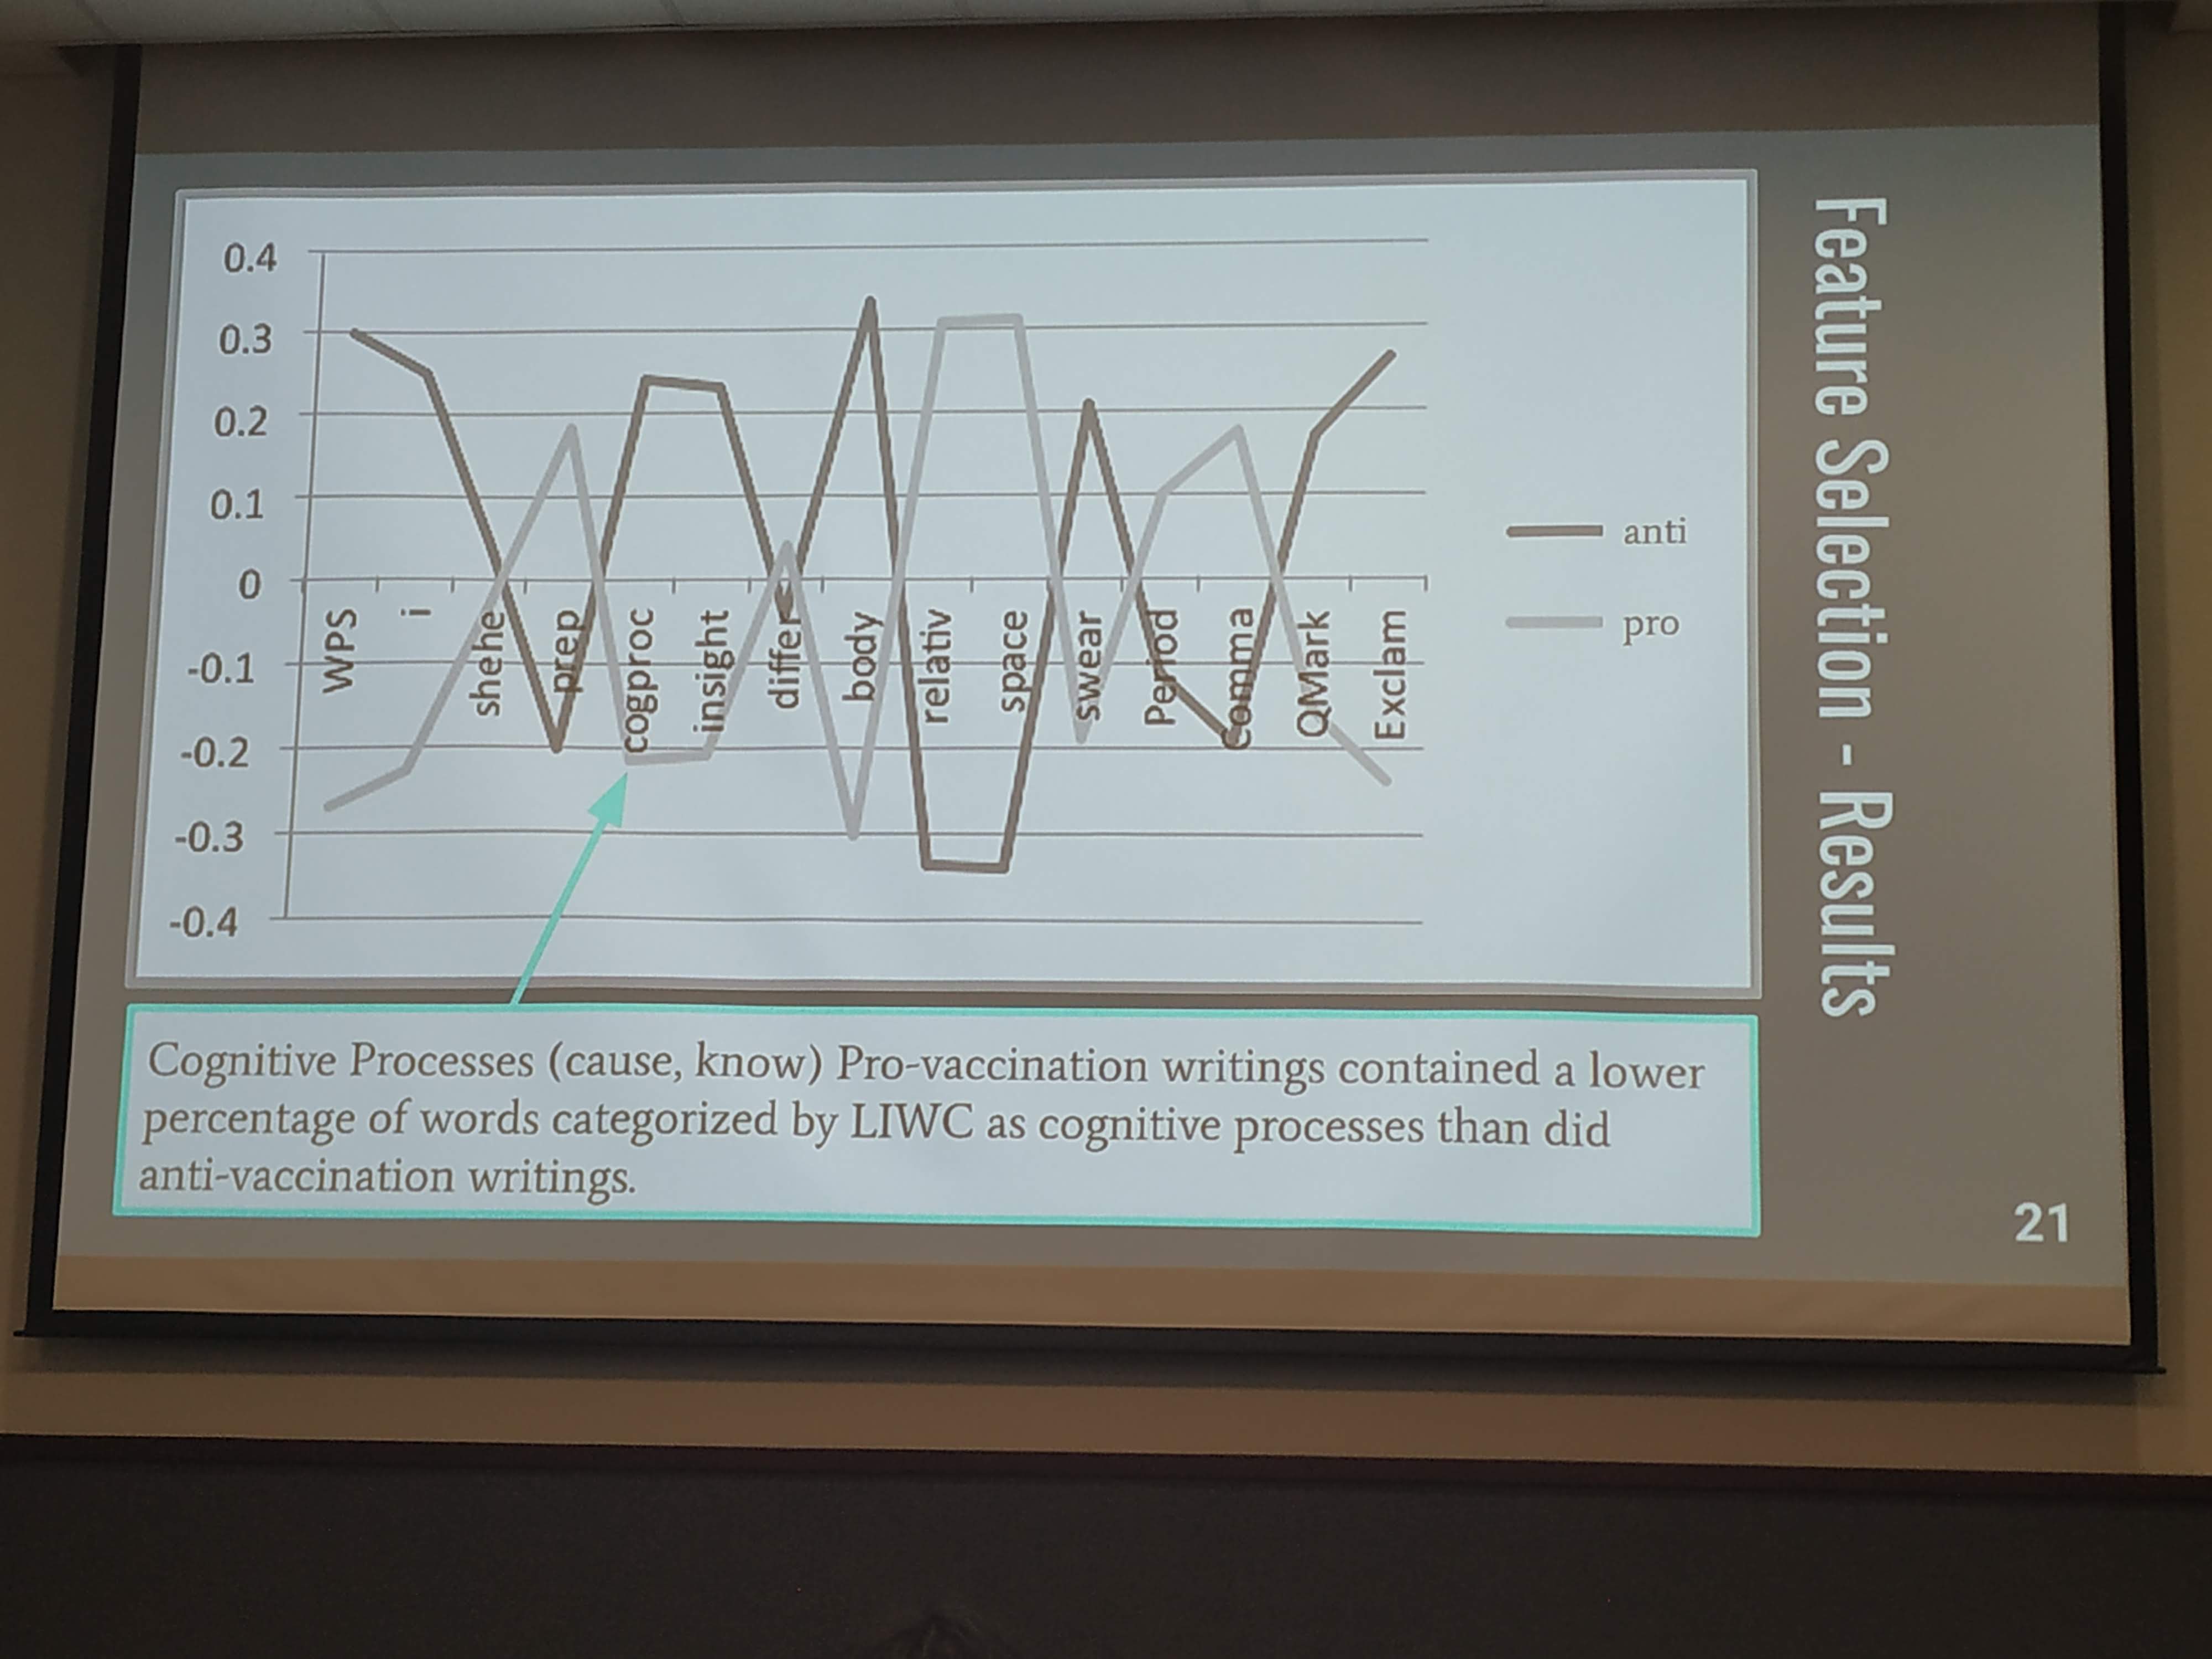 Feature Selection - Results
0.4
0.3
0.2
0.1
0
-0.1
-0.2
-0.3
-0.4
WPS
i
shehe
prep
cogproc
insight
differ
body
relativ
space
swear
Period
Comma
QMark
Exclam
anti
pro
Cognitive Processes (cause, know) Pro-vaccination writings contained a lower
percentage of words categorized by LIWC as cognitive processes than did
anti-vaccination writings.
21